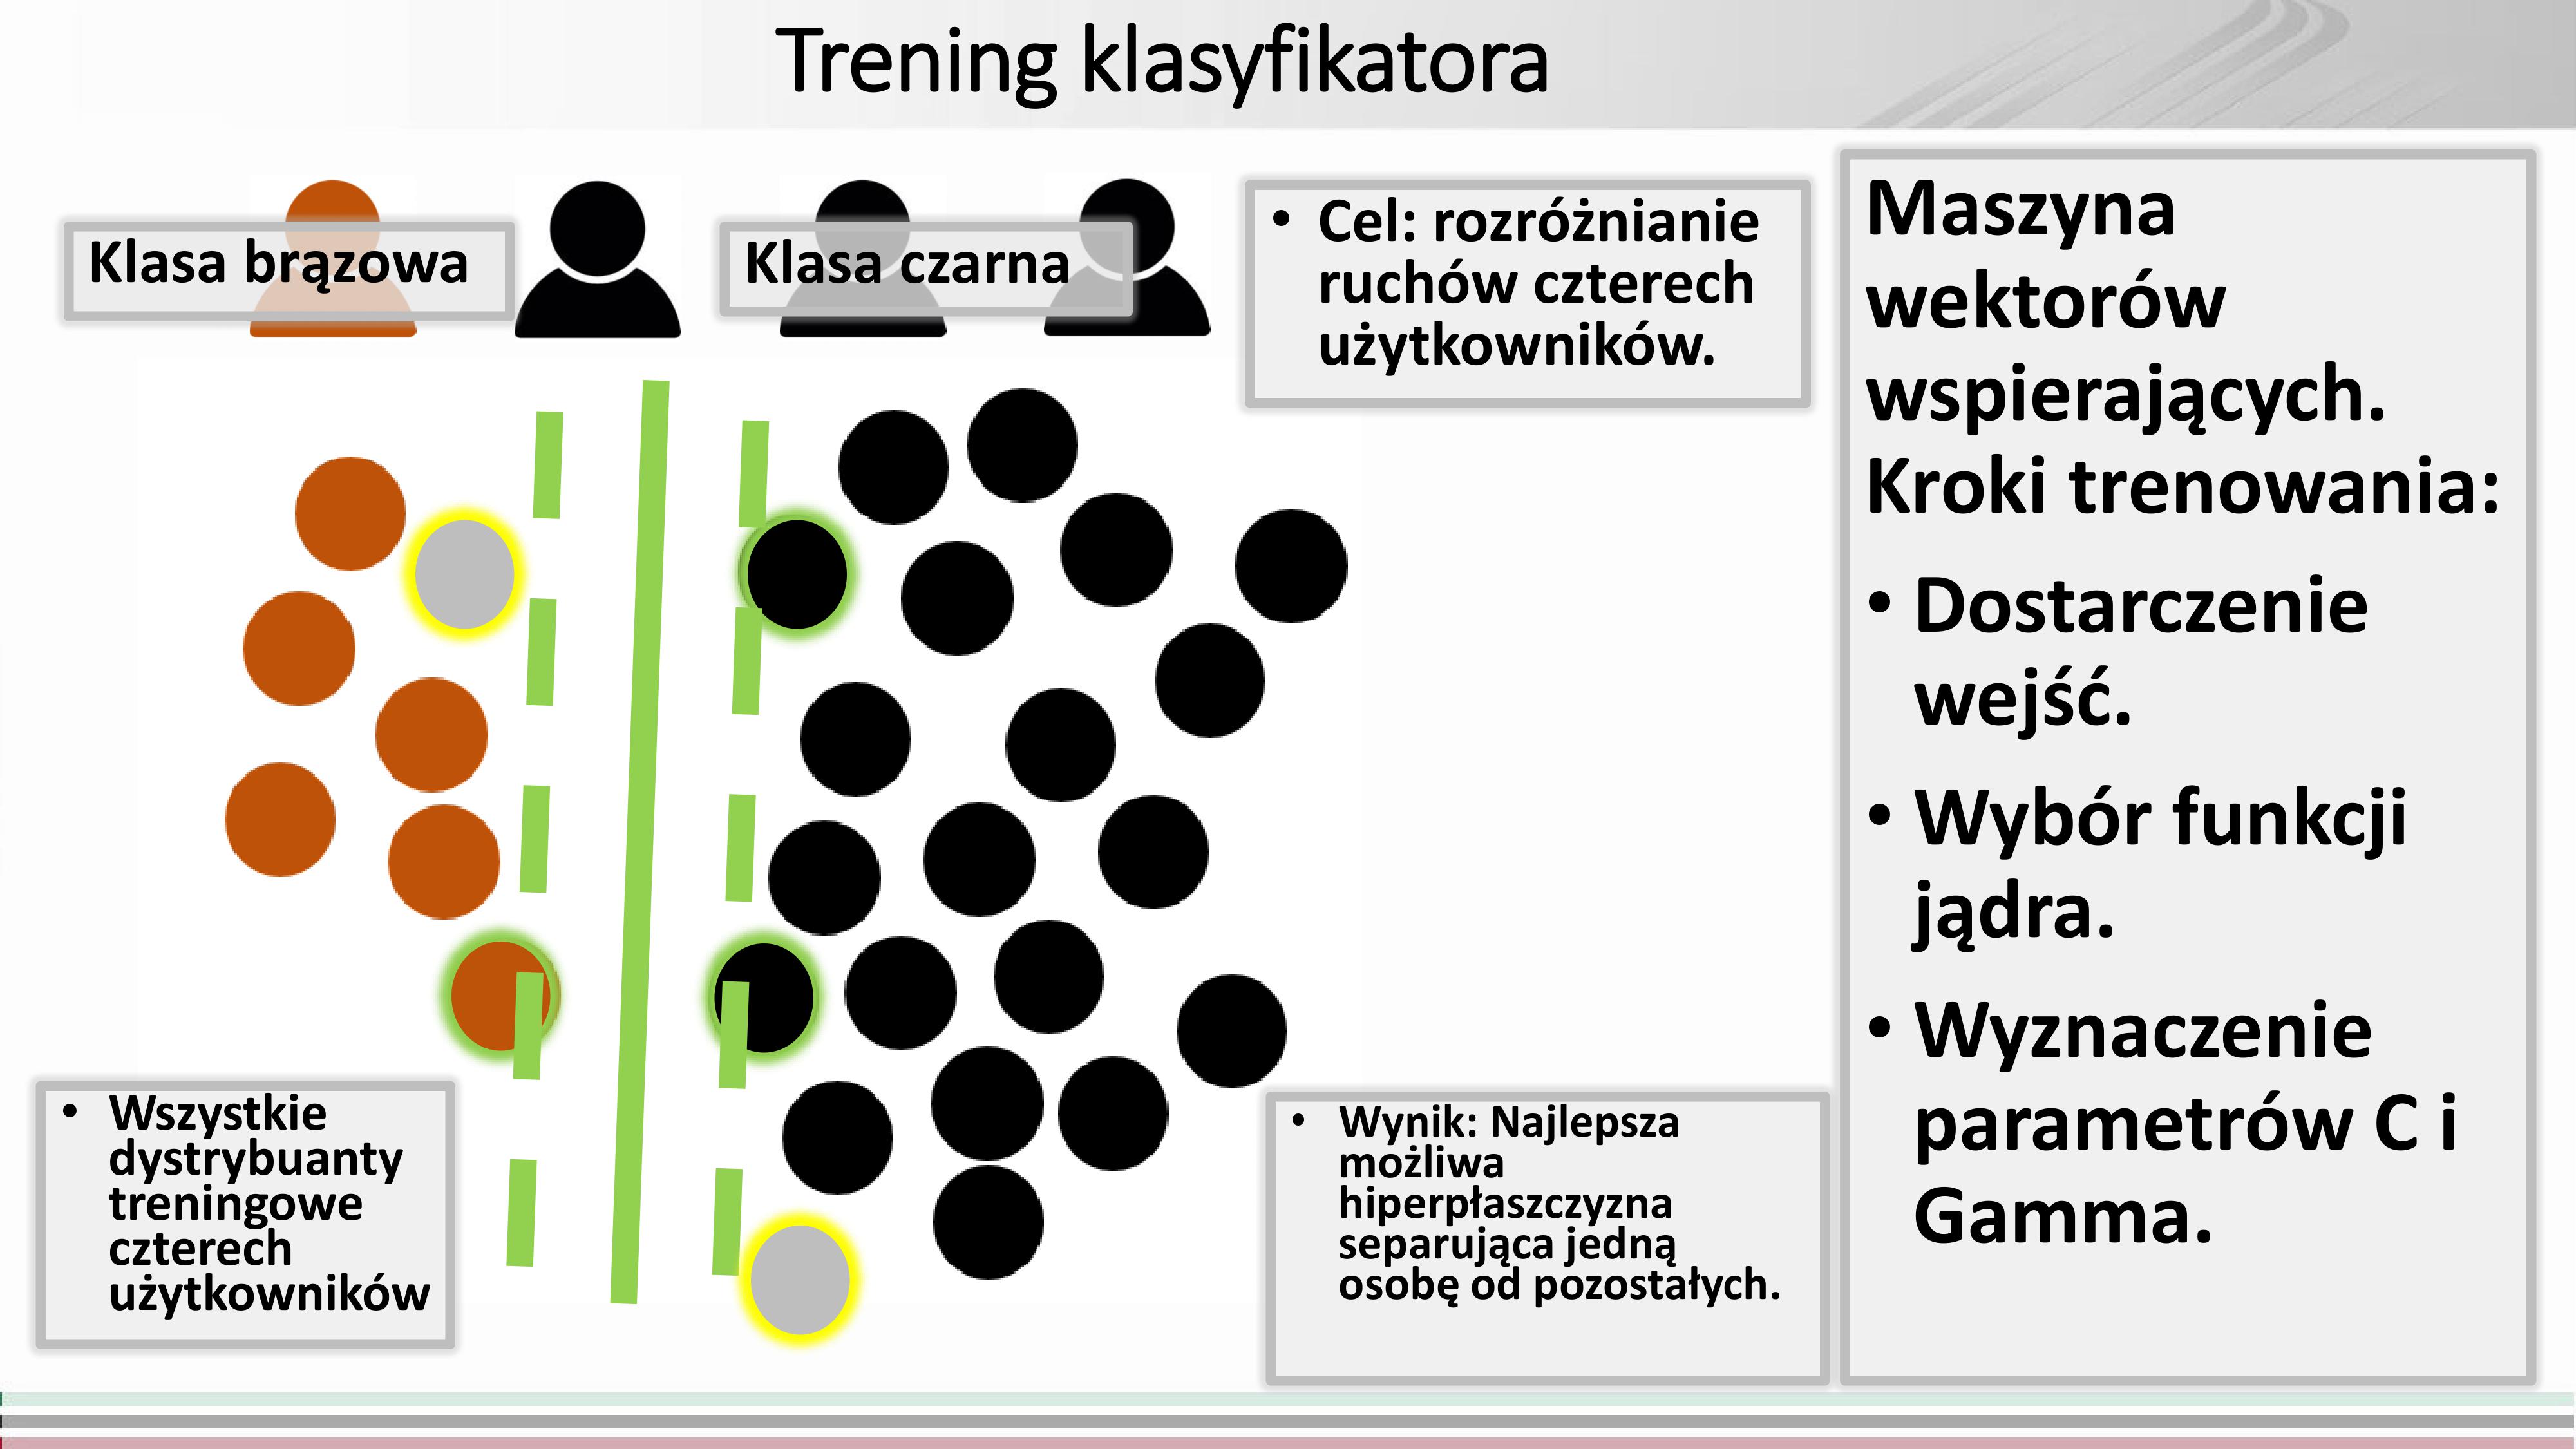 Trening klasyfikatora
Klasa brązowa
Klasa czarna
• Cel: rozróżnianie
ruchów czterech
użytkowników.
Maszyna
wektorów
wspierających.
Kroki trenowania:
• Dostarczenie
wejść.
• Wybór funkcji
jądra.
• Wyznaczenie
parametrów C i
Gamma.
• Wszystkie
dystrybuanty
treningowe
czterech
użytkowników
• Wynik: Najlepsza
możliwa
hiperpłaszczyzna
separująca jedną
osobę od pozostałych.